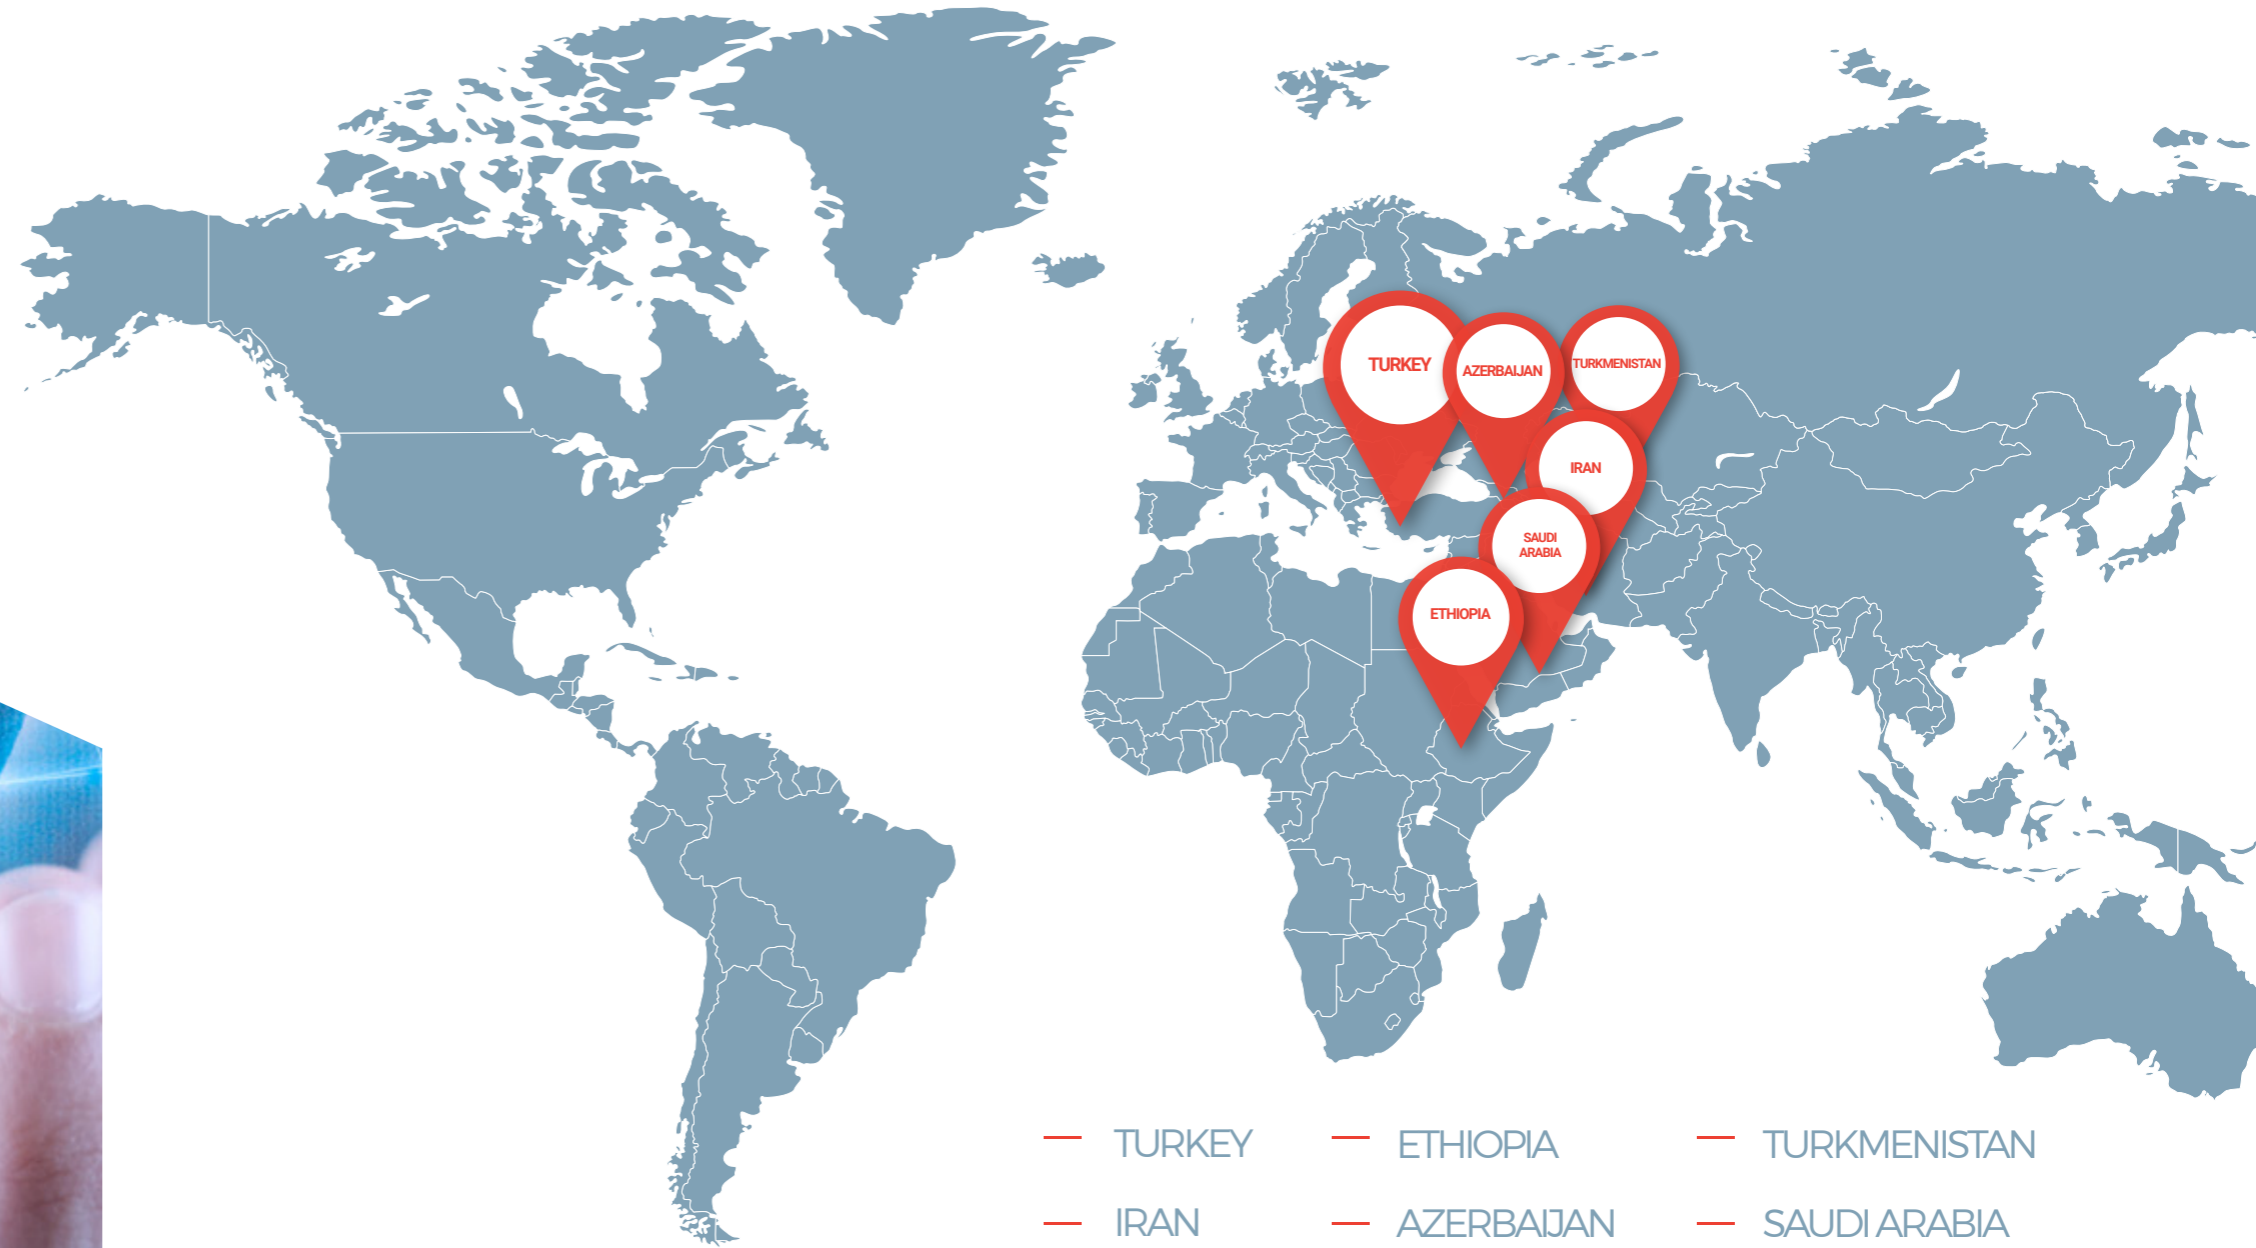 TURKEY
AZERBAIJAN
TURKMENISTAN
IRAN
SAUDI
ARABIA
ETHIOPIA
TURKEY
ETHIOPIA
TURKMENISTAN
IRAN
AZERBAIJAN
SAUDI ARABIA